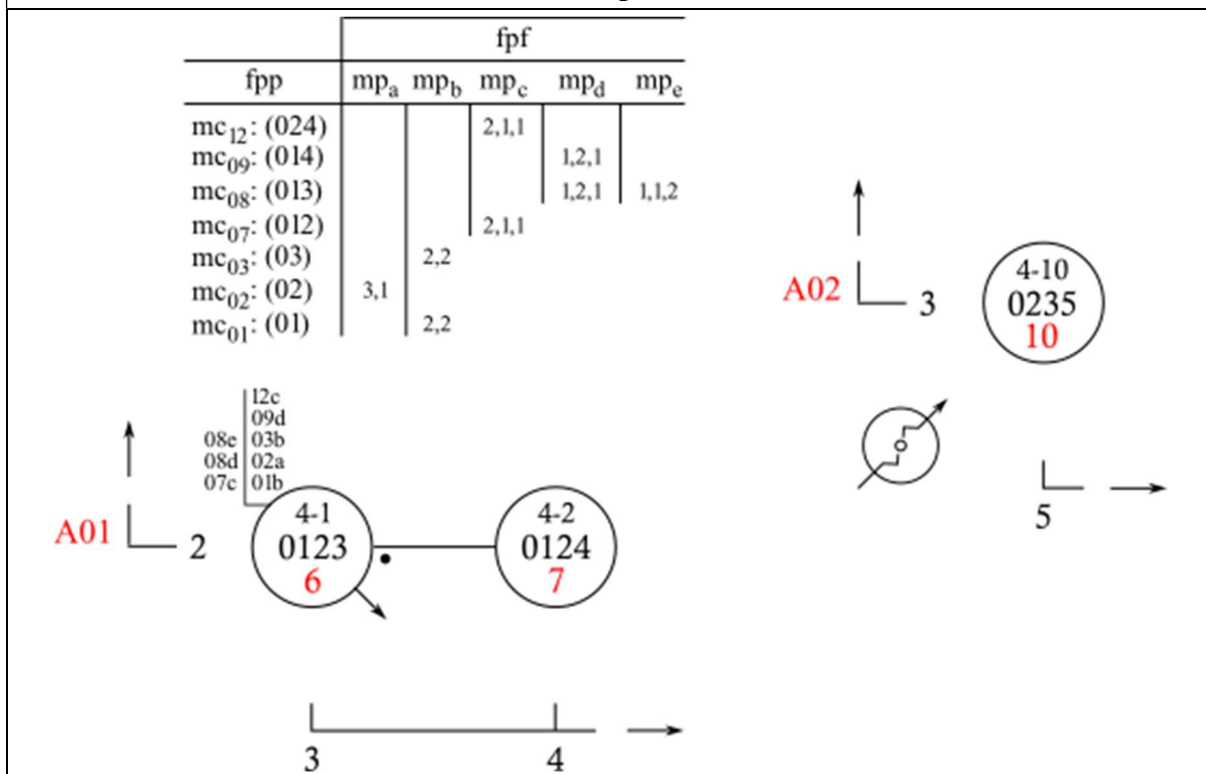 fpf
fpp mpa mpb mpc mpd mpe
mc12: (024) 2,1,1
mc09: (014) 1,2,1
mc08: (013) 1,2,1 1,1,2
mc07: (012) 2,1,1
mc03: (03) 2,2
mc02: (02) 3,1
mc01: (01) 2,2
A02 3
4-10
0235
10
5
12c
09d
08e 03b
08d 02a
07c 01b
A01 2
4-1
0123
6
4-2
0124
7
3 4